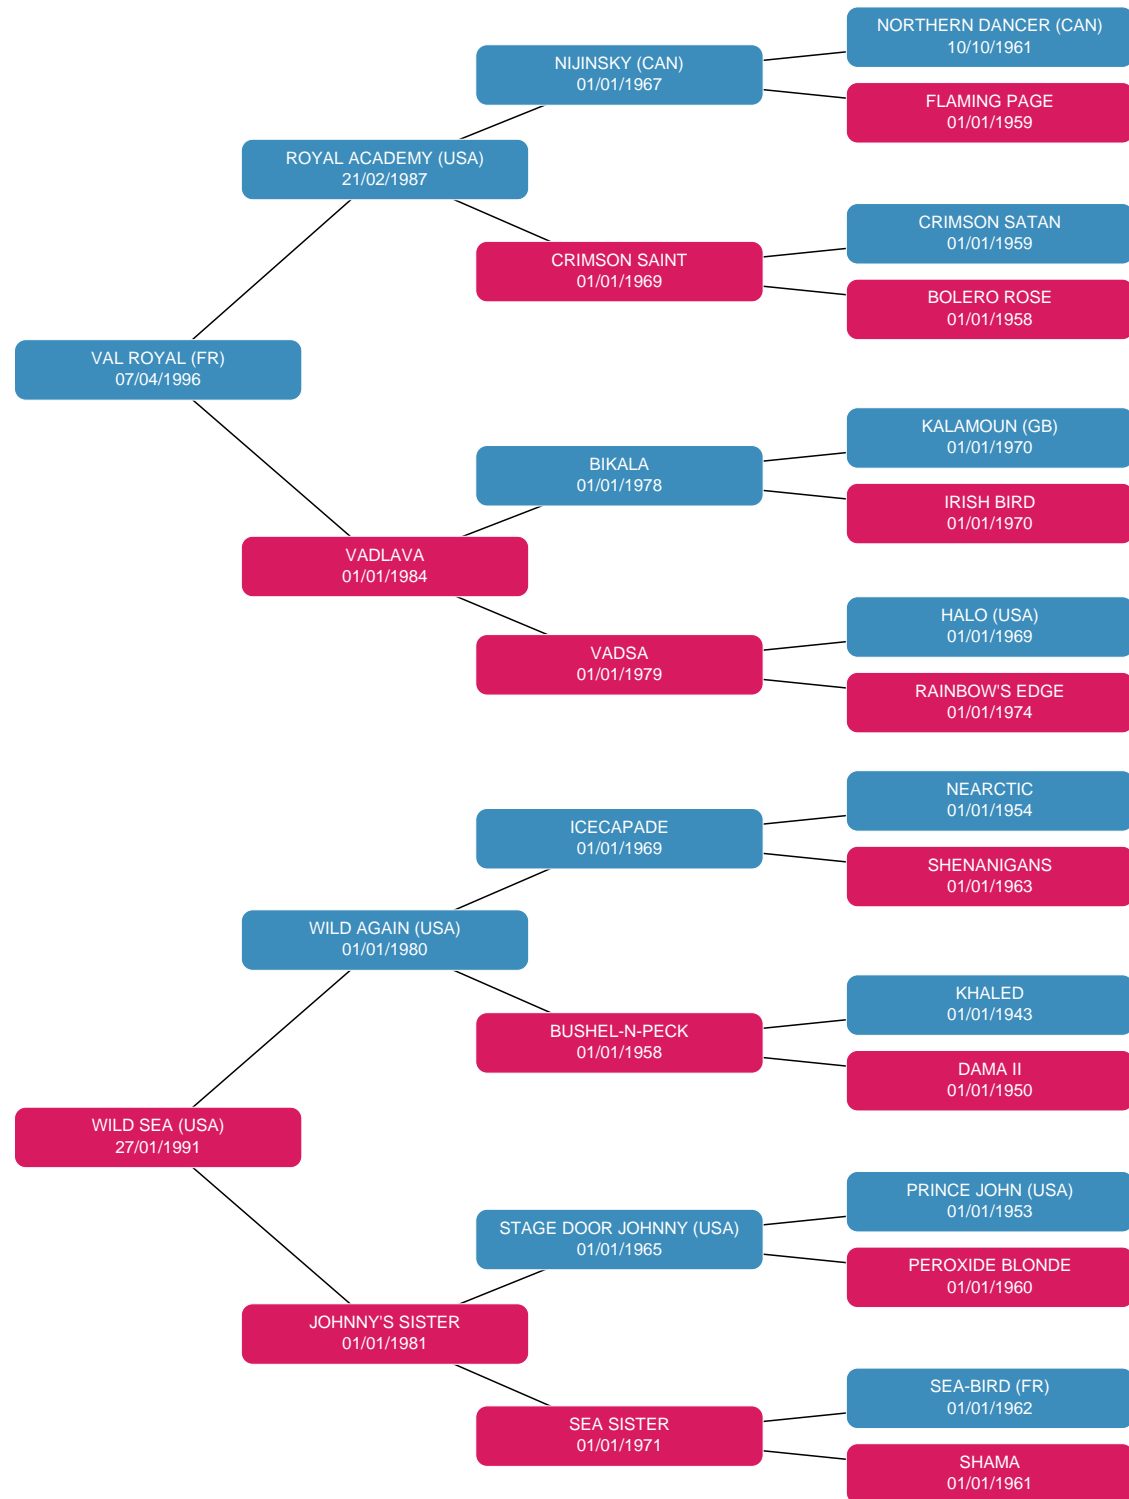 NORTHERN DANCER (CAN)
10/10/1961
NIJINSKY (CAN)
01/01/1967
FLAMING PAGE
01/01/1959
ROYAL ACADEMY (USA)
21/02/1987
CRIMSON SATAN
01/01/1959
CRIMSON SAINT
01/01/1969
BOLERO ROSE
01/01/1958
VAL ROYAL (FR)
07/04/1996
KALAMOUN (GB)
01/01/1970
BIKALA
01/01/1978
IRISH BIRD
01/01/1970
VADLAVA
01/01/1984
HALO (USA)
01/01/1969
VADSA
01/01/1979
RAINBOW'S EDGE
01/01/1974
NEARCTIC
01/01/1954
ICECAPADE
01/01/1969
SHENANIGANS
01/01/1963
WILD AGAIN (USA)
01/01/1980
KHALED
01/01/1943
BUSHEL-N-PECK
01/01/1958
DAMA II
01/01/1950
WILD SEA (USA)
27/01/1991
PRINCE JOHN (USA)
01/01/1953
STAGE DOOR JOHNNY (USA)
01/01/1965
PEROXIDE BLONDE
01/01/1960
JOHNNY'S SISTER
01/01/1981
SEA-BIRD (FR)
01/01/1962
SEA SISTER
01/01/1971
SHAMA
01/01/1961